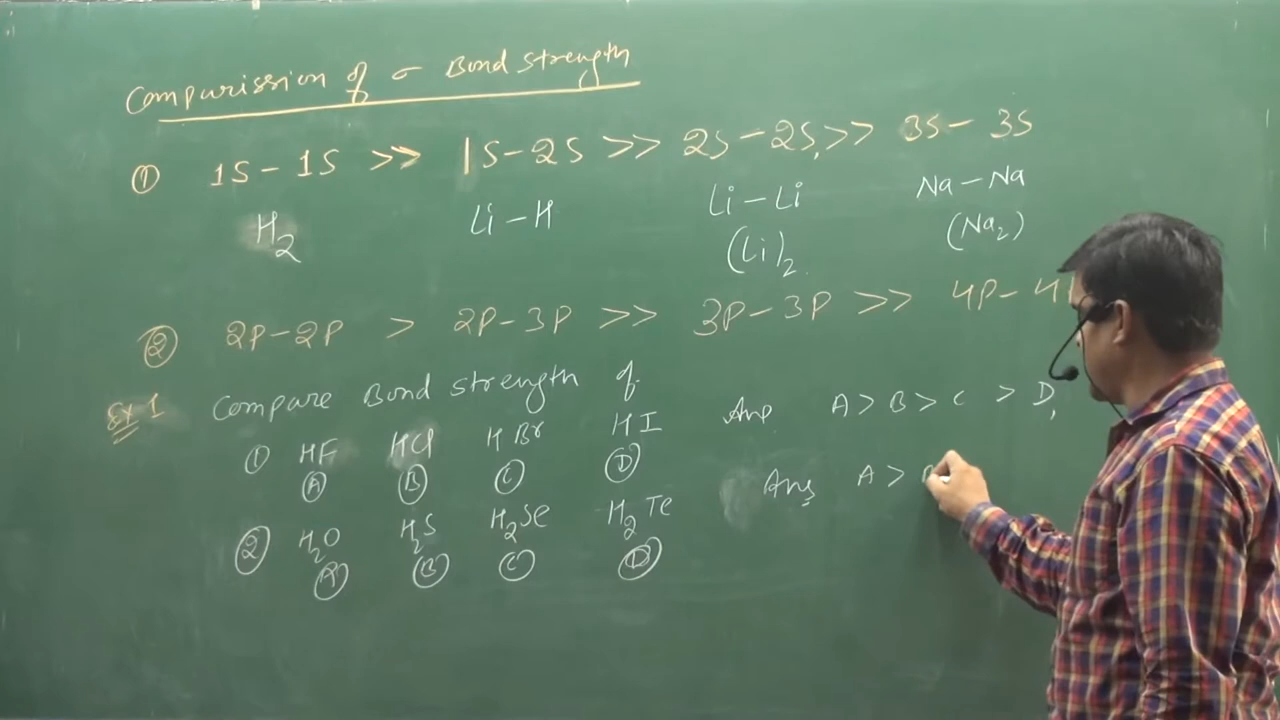 Comparission of σ Bond strength
① 1S - 1S >> 1S - 2S >> 2S - 2S, >> 3S - 3S
H₂ Li - H Li - Li Na - Na
(Li)₂ (Na₂)
② 2P - 2P > 2P - 3P >> 3P - 3P >> 4P - 4
Ex 1 Compare Bond strength of
① HF HCl HBr HI Ans A > B > C > D,
Ⓐ Ⓑ Ⓒ Ⓓ
② H₂O H₂S H₂Se H₂Te Ans A >
Ⓐ Ⓑ Ⓒ Ⓓ